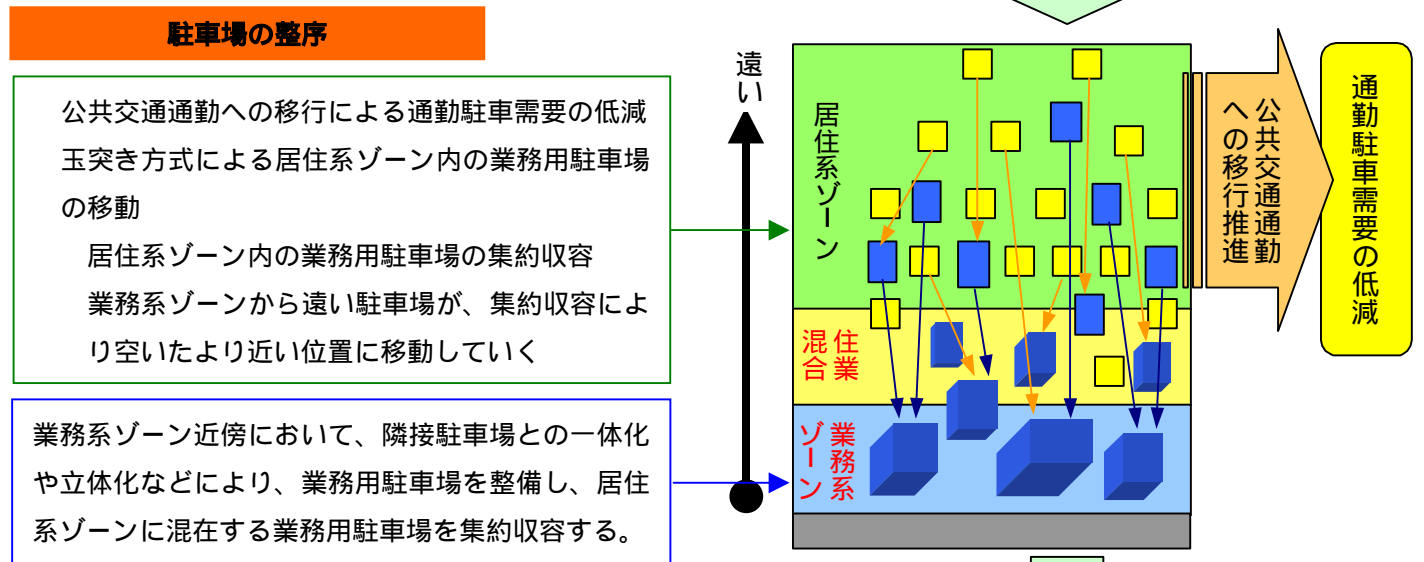 駐車場の整序
公共交通通勤への移行による通勤駐車需要の低減
玉突き方式による居住系ゾーン内の業務用駐車場
の移動
居住系ゾーン内の業務用駐車場の集約収容
業務系ゾーンから遠い駐車場が、集約収容によ
り空いたより近い位置に移動していく
業務系ゾーン近傍において、隣接駐車場との一体化
や立体化などにより、業務用駐車場を整備し、居住
系ゾーンに混在する業務用駐車場を集約収容する。
遠い
居住系ゾーン
住業
混合
業務系
ゾーン
公共交通通勤
への移行推進
通勤駐車需要の低減